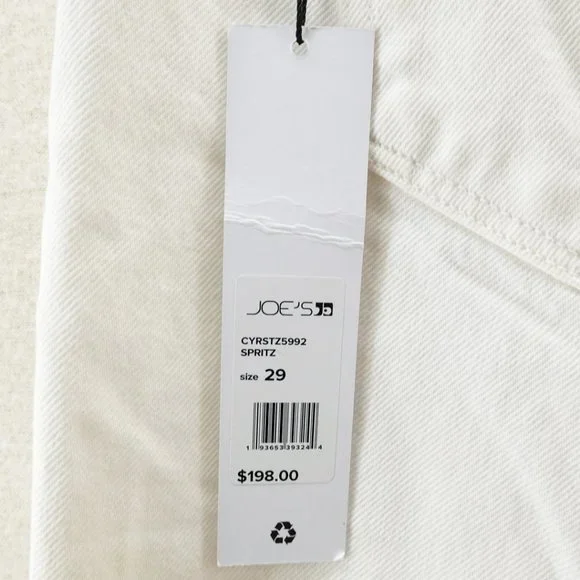 JOE'S
CYRSTZ5992
SPRITZ
size 29
1 93653 39324 4
$198.00